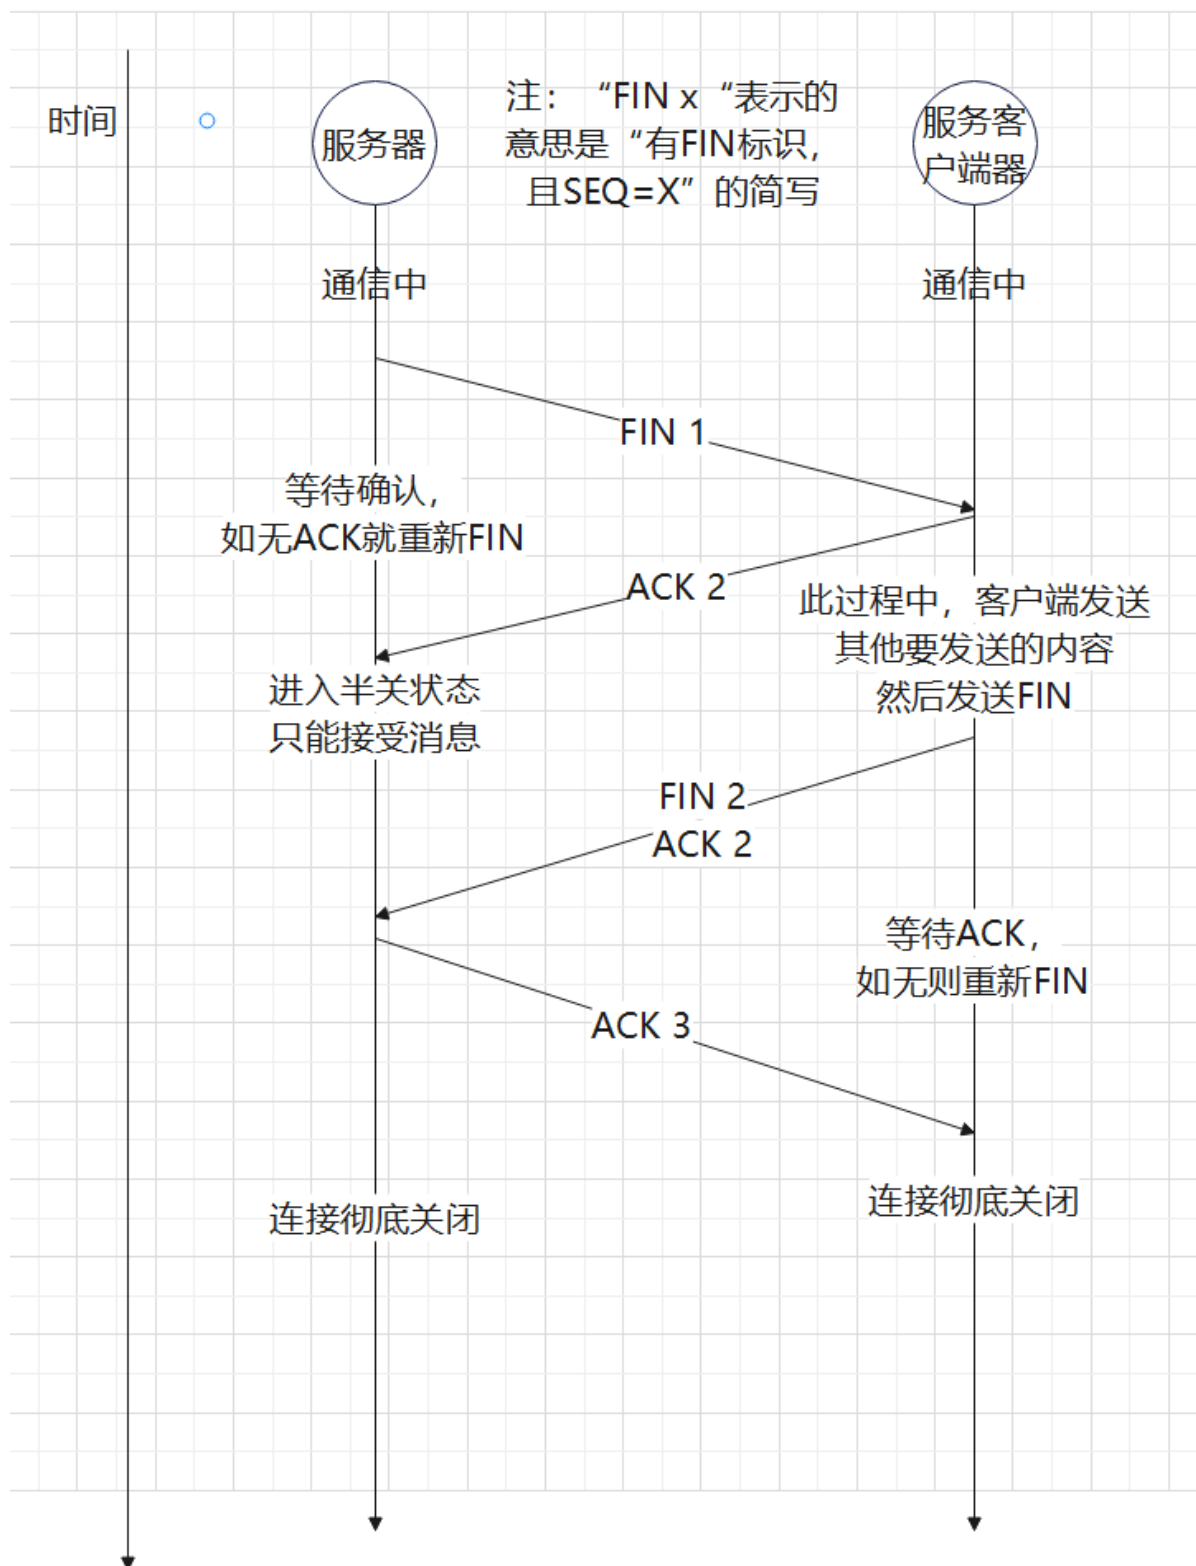 时间
服务器
注：“FIN x“表示的
意思是“有FIN标识，
且SEQ=X”的简写
服务客
户端器
通信中
通信中
FIN 1
等待确认，
如无ACK就重新FIN
ACK 2
此过程中，客户端发送
其他要发送的内容
然后发送FIN
进入半关状态
只能接受消息
FIN 2
ACK 2
等待ACK，
如无则重新FIN
ACK 3
连接彻底关闭
连接彻底关闭